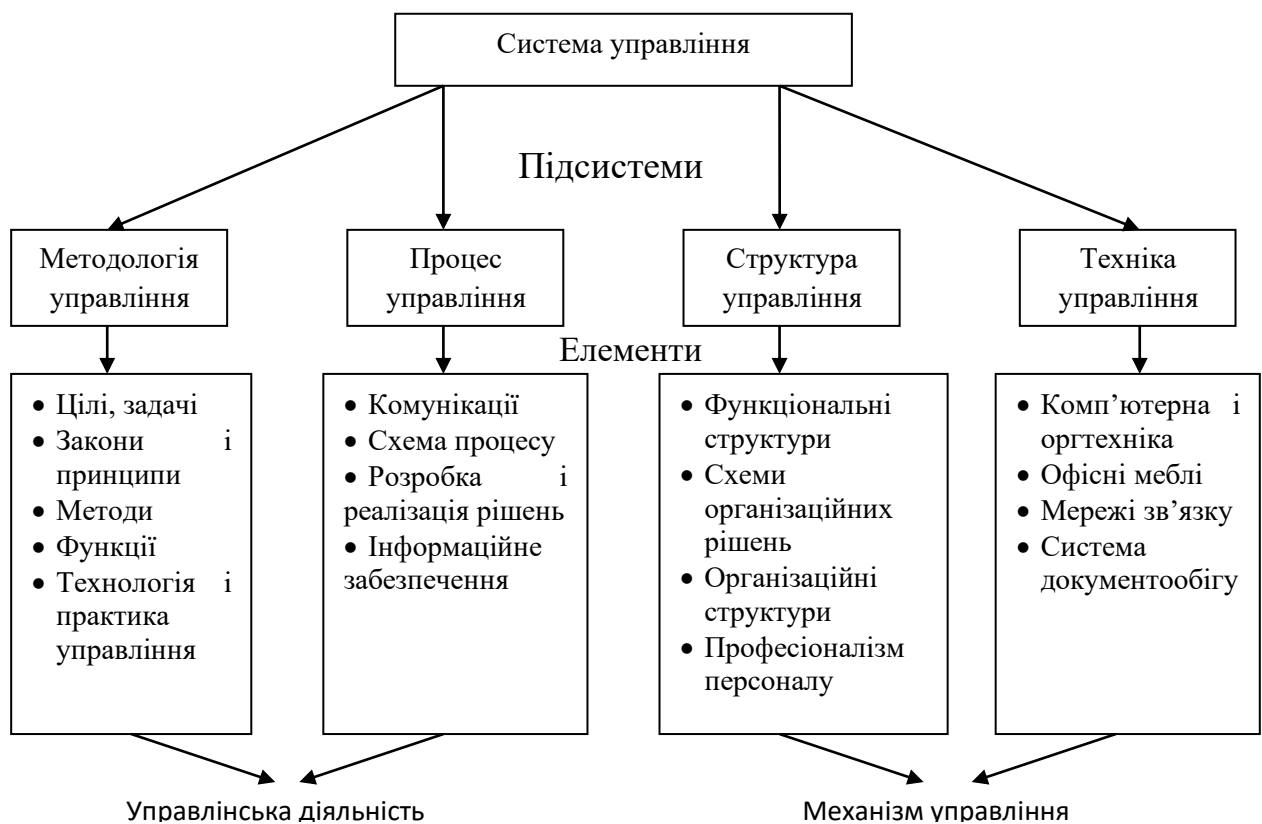 Система управління
Підсистеми
Методологія
управління
Процес
управління
Структура
управління
Техніка
управління
Елементи
• Цілі, задачі
• Закони і
принципи
• Методи
• Функції
• Технологія і
практика
управління
• Комунікації
• Схема процесу
• Розробка і
реалізація рішень
• Інформаційне
забезпечення
• Функціональні
структури
• Схеми
організаційних
рішень
• Організаційні
структури
• Професіоналізм
персоналу
• Комп’ютерна і
оргтехніка
• Офісні меблі
• Мережі зв’язку
• Система
документообігу
Управлінська діяльність
Механізм управління